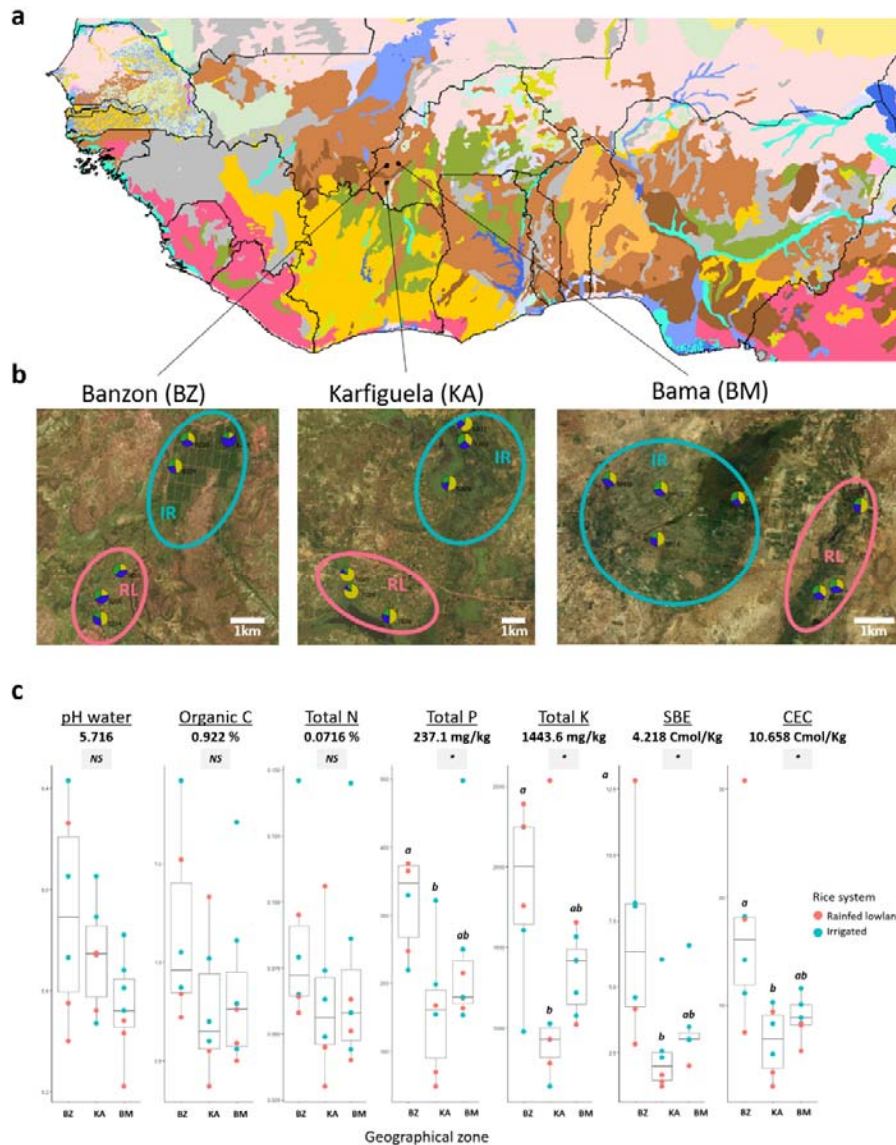 a
b
Banzon (BZ)
Karfiguela (KA)
Bama (BM)
IR
RL
1km
IR
RL
1km
IR
RL
1km
c
pH water
5.716
NS
Organic C
0.922 %
NS
Total N
0.0716 %
NS
Total P
237.1 mg/kg
*
Total K
1443.6 mg/kg
*
SBE
4.218 Cmol/Kg
*
CEC
10.658 Cmol/Kg
*
a
b
ab
a
b
ab
a
b
ab
a
b
ab
Rice system
Rainfed lowlan
Irrigated
BZ KA BM
BZ KA BM
BZ KA BM
BZ KA BM
BZ KA BM
BZ KA BM
BZ KA BM
Geographical zone